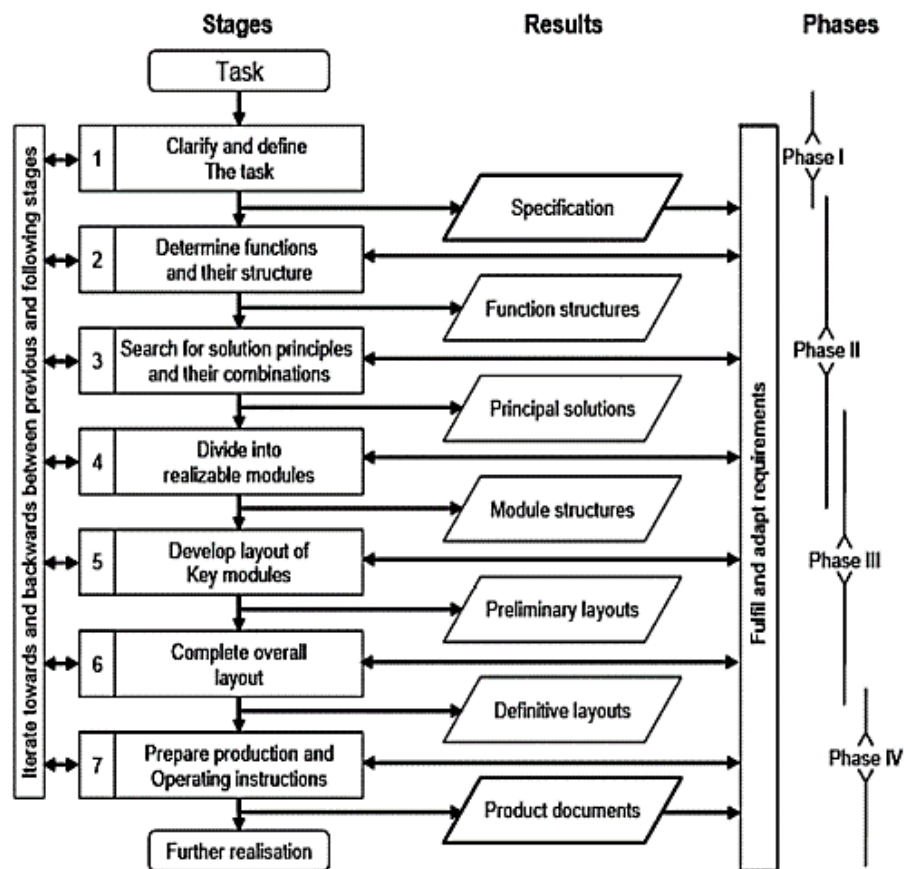 Stages
Results
Phases
Task
1
Clarify and define
The task
Phase I
Specification
2
Determine functions
and their structure
Function structures
3
Search for solution principles
and their combinations
Phase II
Principal solutions
4
Divide into
realizable modules
Module structures
5
Develop layout of
Key modules
Phase III
Preliminary layouts
6
Complete overall
layout
Definitive layouts
7
Prepare production and
Operating instructions
Phase IV
Product documents
Further realisation
Iterate towards and backwards between previous and following stages
Fulfil and adapt requirements